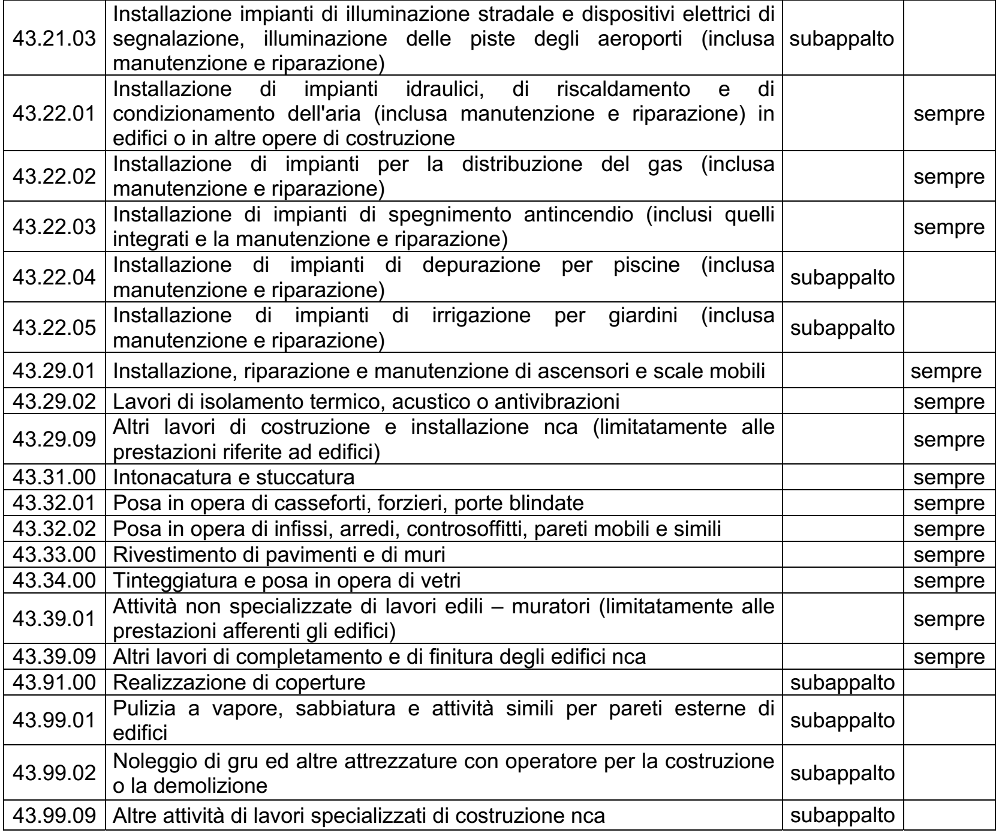 Installazione impianti di illuminazione stradale e dispositivi elettrici di
43.21.03 segnalazione, illuminazione delle piste degli aeroporti (inclusa subappalto
manutenzione e riparazione)
Installazione di impianti idraulici, di riscaldamento e di
43.22.01 condizionamento dell'aria (inclusa manutenzione e riparazione) in sempre
edifici o in altre opere di costruzione
43.22.02 Installazione di impianti per la distribuzione del gas (inclusa sempre
manutenzione e riparazione)
43.22.03 Installazione di impianti di spegnimento antincendio (inclusi quelli sempre
integrati e la manutenzione e riparazione)
43.22.04 Installazione di impianti di depurazione per piscine (inclusa subappalto
manutenzione e riparazione)
43.22.05 Installazione di impianti di irrigazione per giardini (inclusa subappalto
manutenzione e riparazione)
43.29.01 Installazione, riparazione e manutenzione di ascensori e scale mobili sempre
43.29.02 Lavori di isolamento termico, acustico o antivibrazioni sempre
43.29.09 Altri lavori di costruzione e installazione nca (limitatamente alle sempre
prestazioni riferite ad edifici)
43.31.00 Intonacatura e stuccatura sempre
43.32.01 Posa in opera di casseforti, forzieri, porte blindate sempre
43.32.02 Posa in opera di infissi, arredi, controsoffitti, pareti mobili e simili sempre
43.33.00 Rivestimento di pavimenti e di muri sempre
43.34.00 Tinteggiatura e posa in opera di vetri sempre
43.39.01 Attività non specializzate di lavori edili – muratori (limitatamente alle sempre
prestazioni afferenti gli edifici)
43.39.09 Altri lavori di completamento e di finitura degli edifici nca sempre
43.91.00 Realizzazione di coperture subappalto
43.99.01 Pulizia a vapore, sabbiatura e attività simili per pareti esterne di subappalto
edifici
43.99.02 Noleggio di gru ed altre attrezzature con operatore per la costruzione subappalto
o la demolizione
43.99.09 Altre attività di lavori specializzati di costruzione nca subappalto